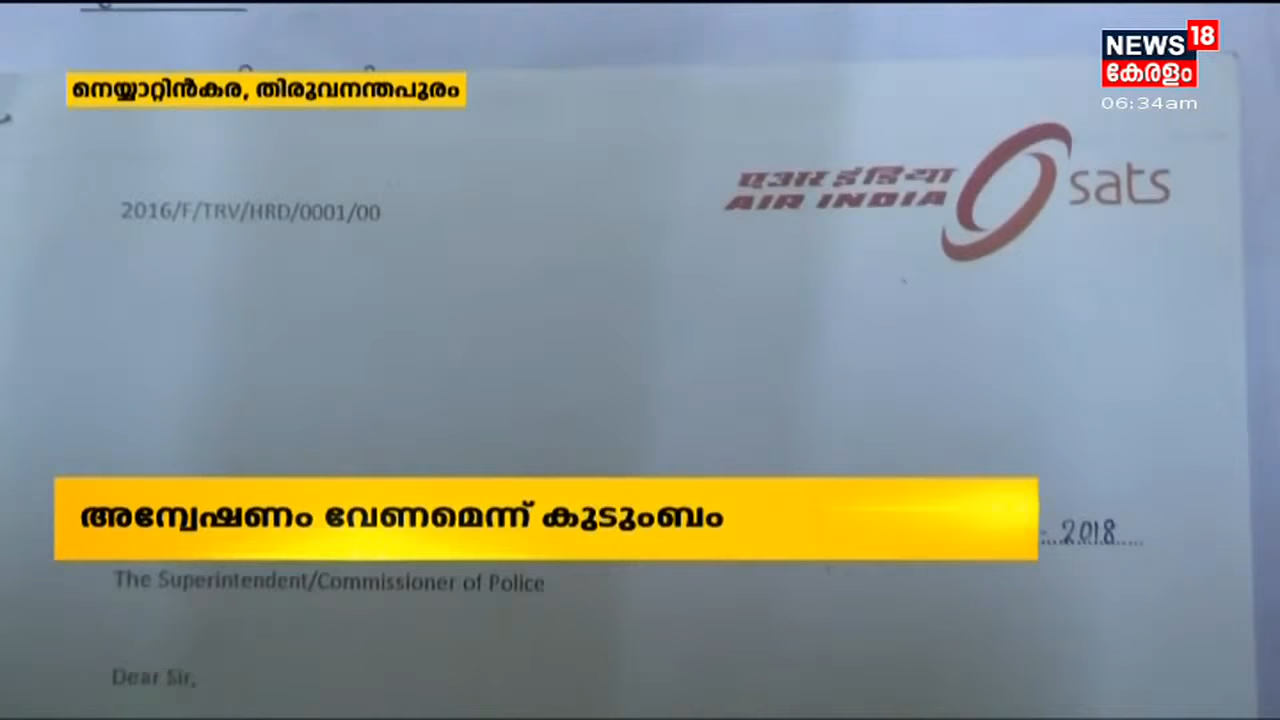 NEWS 18
കേരളം
06:34am
നെയ്യാറ്റിൻകര, തിരുവനന്തപുരം
एअर इंडिया
AIR INDIA sats
2016/F/TRV/HRD/0001/00
അന്വേഷണം വേണമെന്ന് കുടുംബം
2018
The Superintendent/Commissioner of Police
Dear Sir,